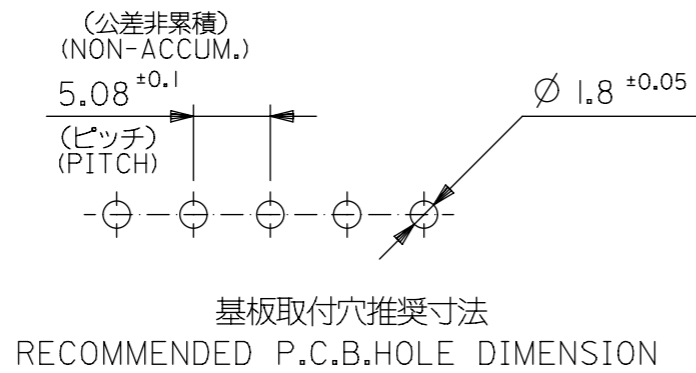 (公差非累積)
(NON-ACCUM.)
5.08 ±0.1
(ピッチ)
(PITCH)
∅ 1.8 ±0.05
基板取付穴推奨寸法
RECOMMENDED P.C.B.HOLE DIMENSION